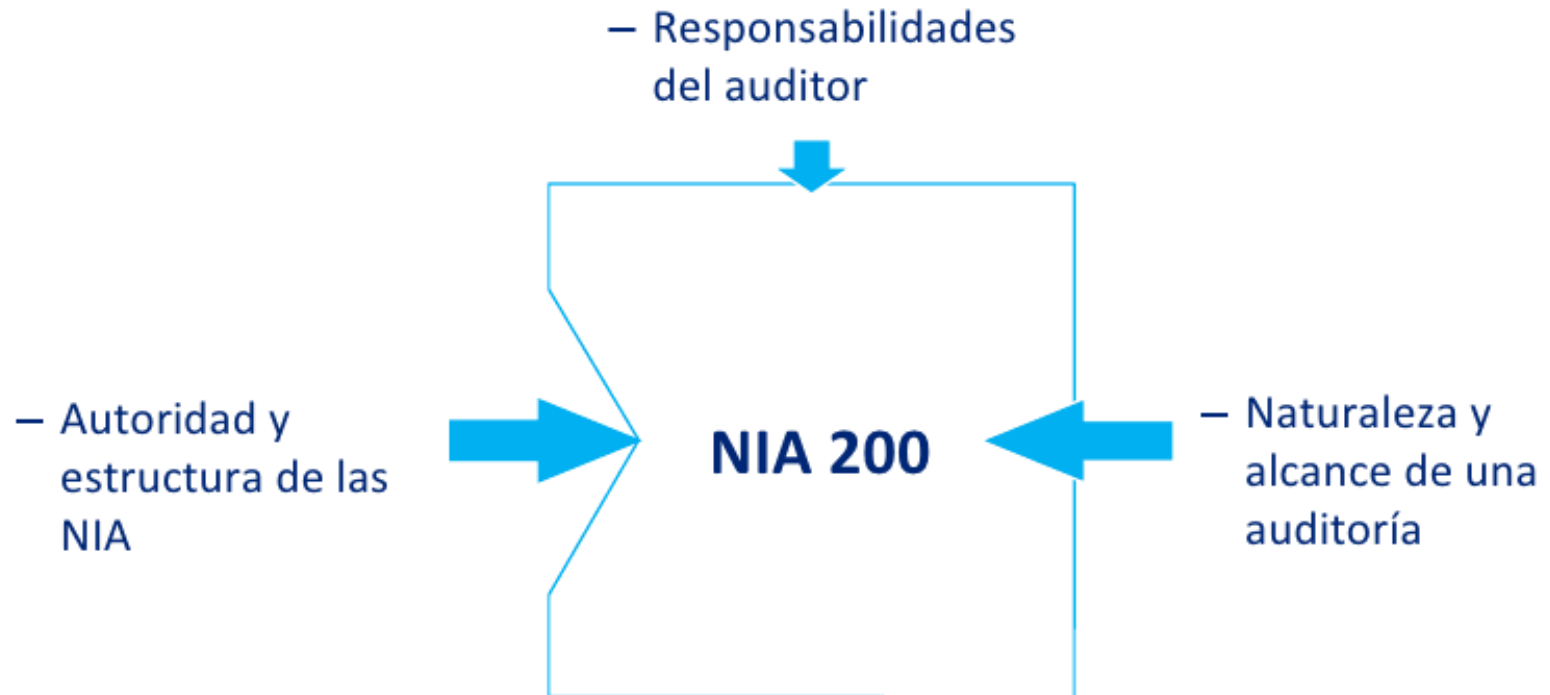 – Responsabilidades
del auditor
– Autoridad y
estructura de las
NIA
NIA 200
– Naturaleza y
alcance de una
auditoría